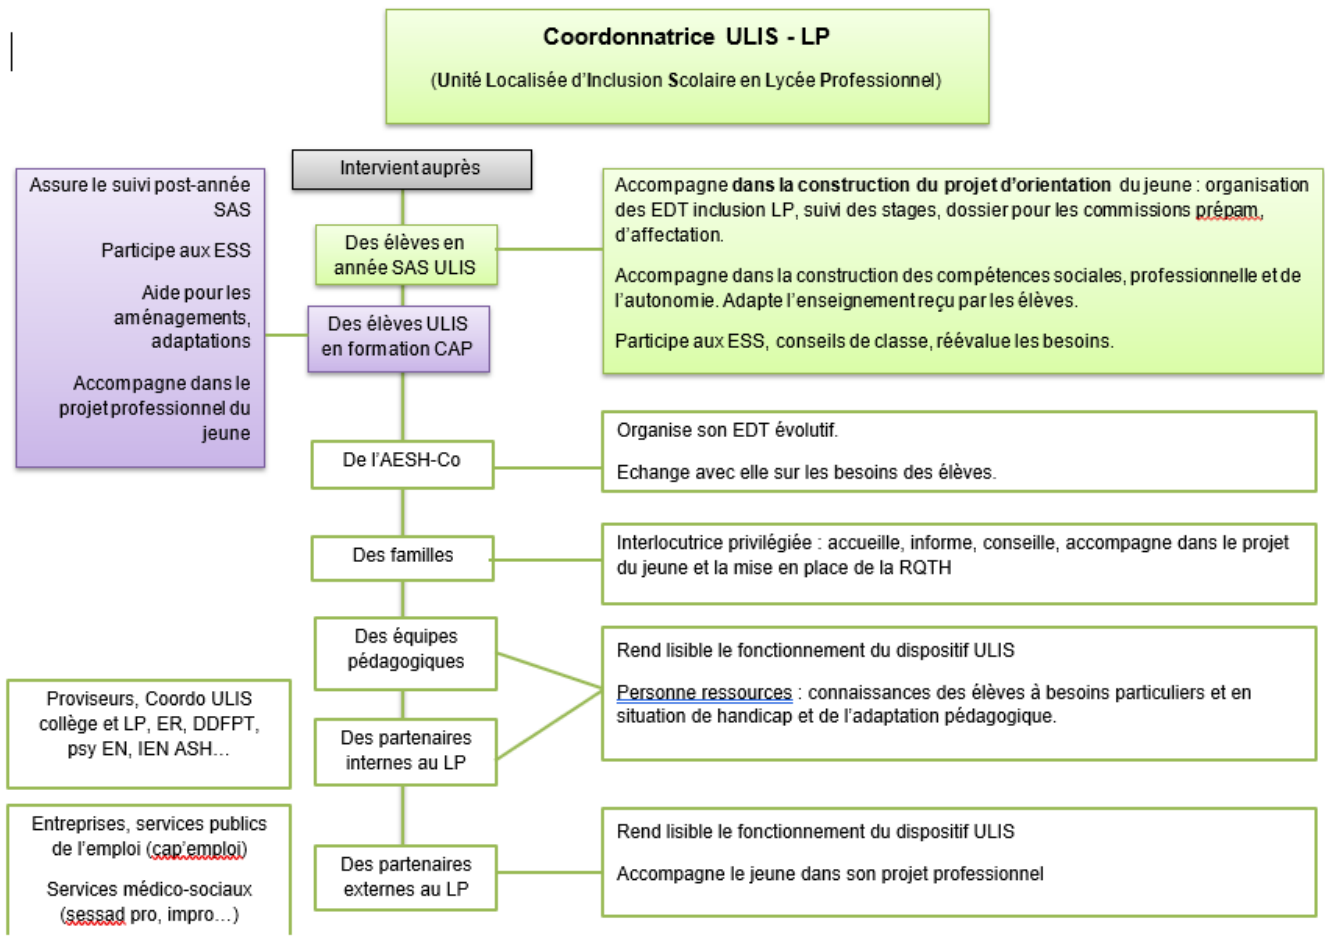 Coordonnatrice ULIS - LP
(Unité Localisée d'Inclusion Scolaire en Lycée Professionnel)
Intervient auprès
Assure le suivi post-année
SAS
Participe aux ESS
Aide pour les
aménagements,
adaptations
Accompagne dans le
projet professionnel du
jeune
Des élèves en
année SAS ULIS
Accompagne dans la construction du projet d'orientation du jeune : organisation
des EDT inclusion LP, suivi des stages, dossier pour les commissions prépam,
d'affectation.
Accompagne dans la construction des compétences sociales, professionnelle et de
l'autonomie. Adapte l'enseignement reçu par les élèves.
Participe aux ESS, conseils de classe, réévalue les besoins.
Des élèves ULIS
en formation CAP
De l'AESH-Co
Organise son EDT évolutif.
Echange avec elle sur les besoins des élèves.
Des familles
Interlocutrice privilégiée : accueille, informe, conseille, accompagne dans le projet
du jeune et la mise en place de la RQTH
Des équipes
pédagogiques
Rend lisible le fonctionnement du dispositif ULIS
Personne ressources : connaissances des élèves à besoins particuliers et en
situation de handicap et de l'adaptation pédagogique.
Proviseurs, Coordo ULIS
collège et LP, ER, DDFPT,
psy EN, IEN ASH…
Des partenaires
internes au LP
Entreprises, services publics
de l'emploi (cap'emploi)
Services médico-sociaux
(sessad pro, impro…)
Des partenaires
externes au LP
Rend lisible le fonctionnement du dispositif ULIS
Accompagne le jeune dans son projet professionnel